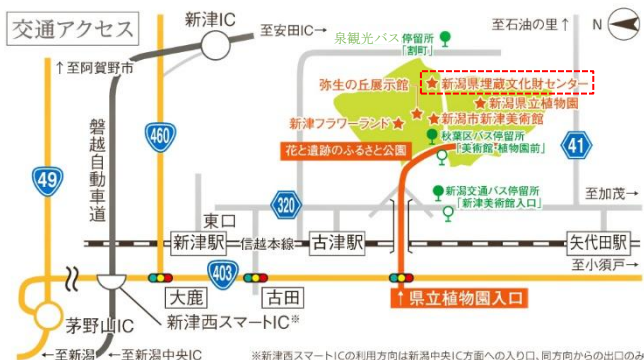 交通アクセス
新津IC
至安田IC→
泉観光バス停留所
「割町」
至石油の里↑
N
↑至阿賀野市
弥生の丘展示館
★新潟県埋蔵文化財センター
★新潟県立植物園
新津フラワーランド★
★新潟市新津美術館
磐越自動車道
460
49
秋葉区バス停留所
「美術館・植物園前」
花と遺跡のふるさと公園
41
新潟交通バス停留所
「新津美術館入口」
至加茂→
320
東口
新津駅
信越本線
古津駅
矢代田駅
403
至小須戸→
大鹿
古田
↑県立植物園入口
新津西スマートIC※
茅野山IC
←至新潟
←至新潟中央IC
※新津西スマートICの利用方向は新潟中央IC方面への入り口、同方向からの出口のみ